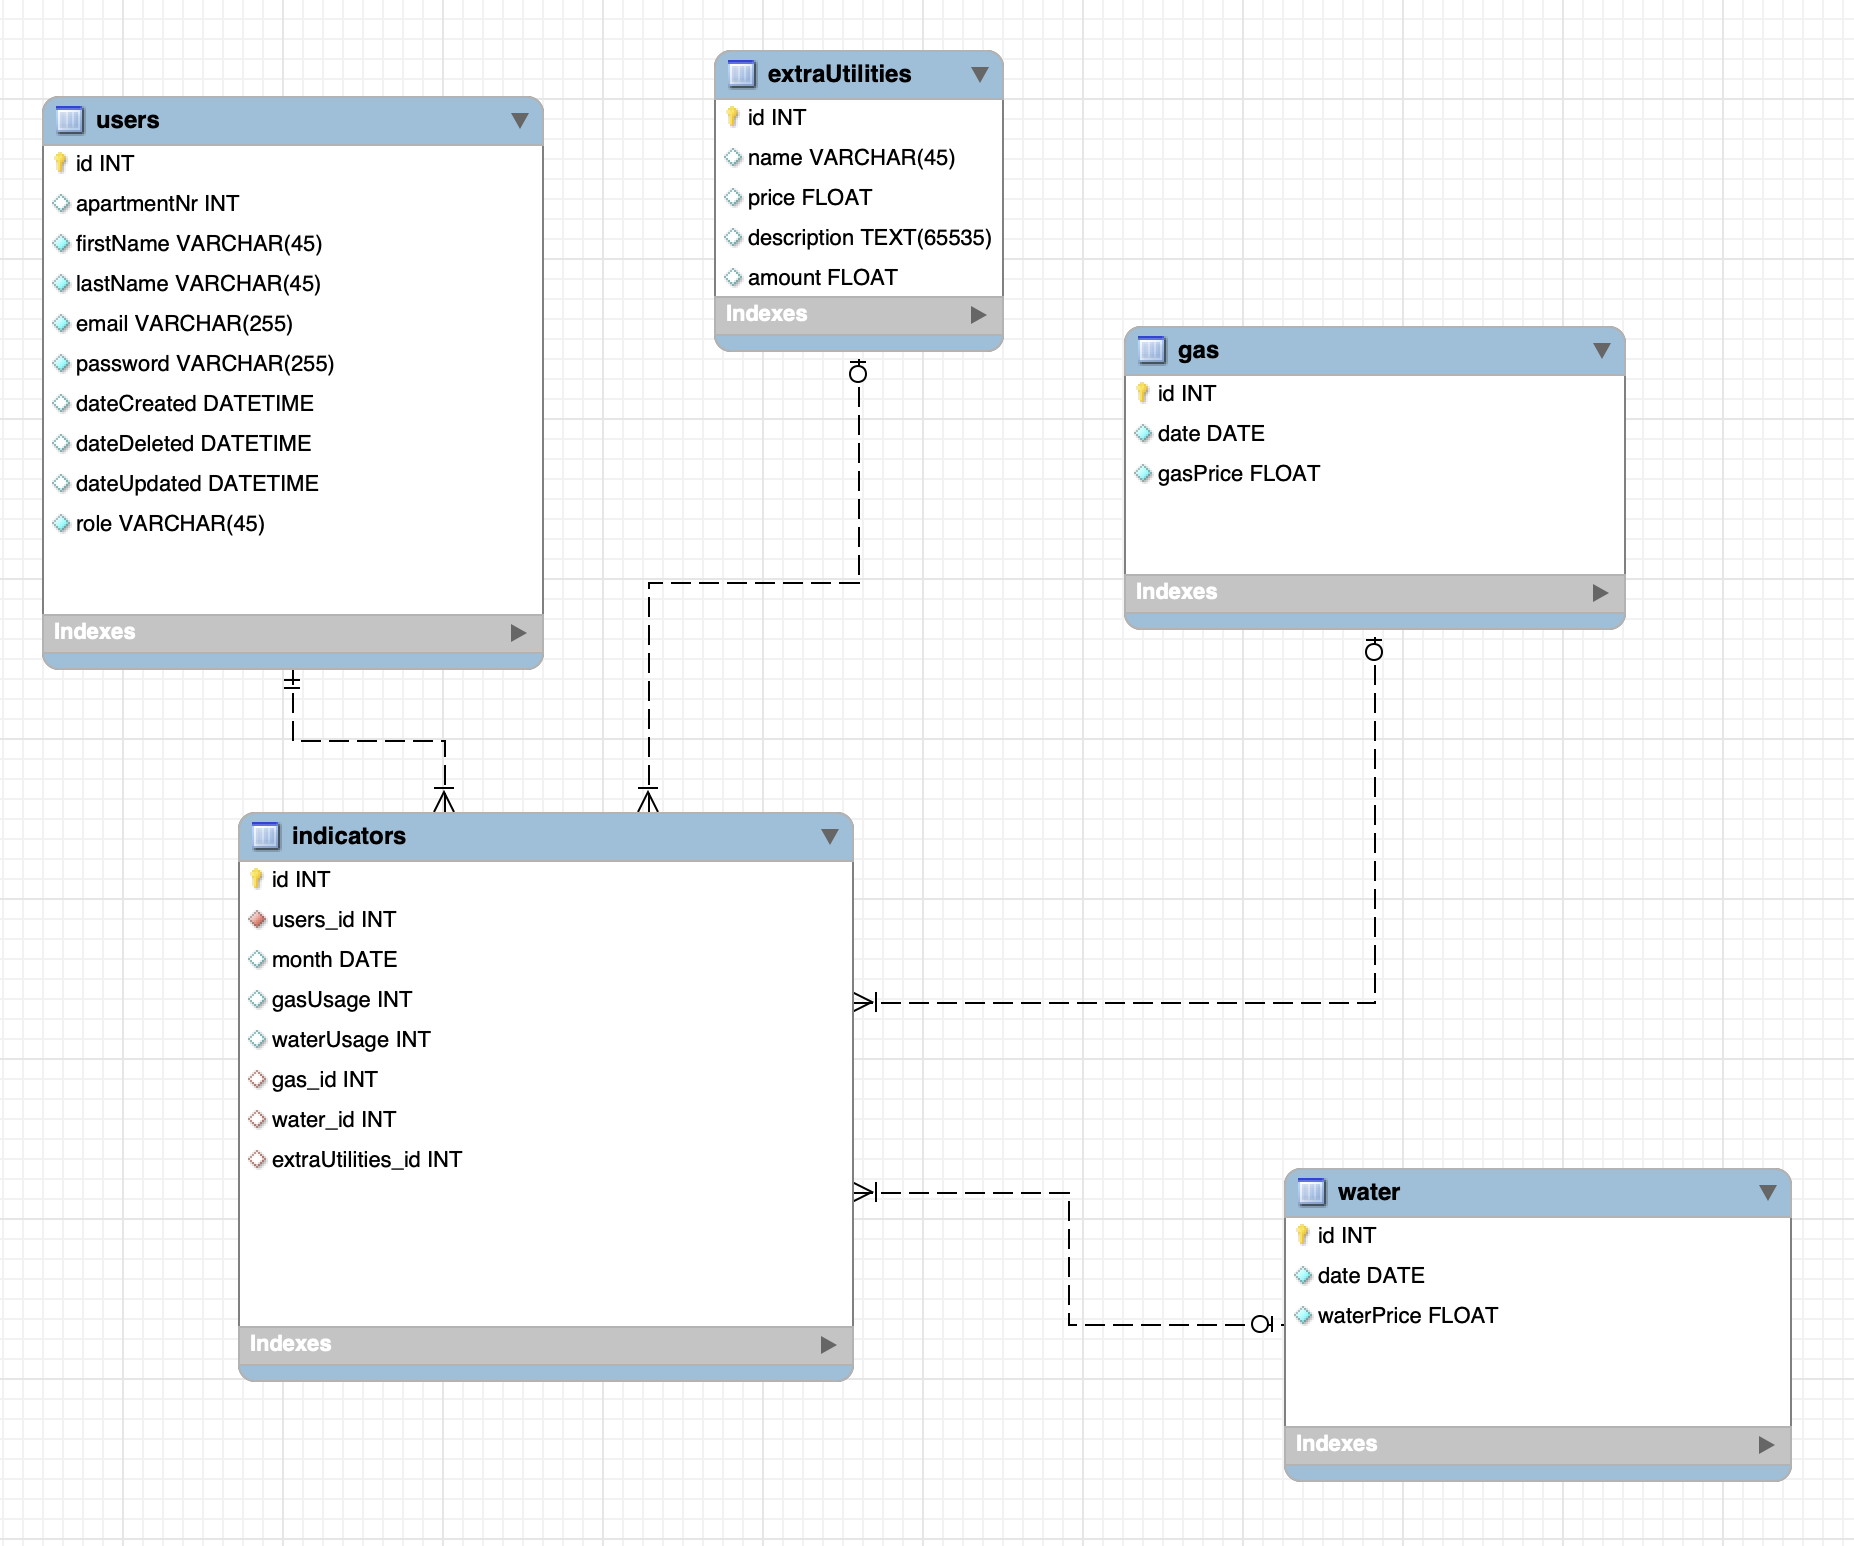 users
id INT
apartmentNr INT
firstName VARCHAR(45)
lastName VARCHAR(45)
email VARCHAR(255)
password VARCHAR(255)
dateCreated DATETIME
dateDeleted DATETIME
dateUpdated DATETIME
role VARCHAR(45)
Indexes
extraUtilities
id INT
name VARCHAR(45)
price FLOAT
description TEXT(65535)
amount FLOAT
Indexes
gas
id INT
date DATE
gasPrice FLOAT
Indexes
indicators
id INT
users_id INT
month DATE
gasUsage INT
waterUsage INT
gas_id INT
water_id INT
extraUtilities_id INT
Indexes
water
id INT
date DATE
waterPrice FLOAT
Indexes